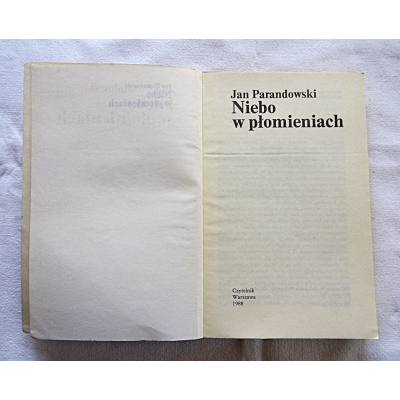 Jan Parandowski
Niebo
w płomieniach
Czytelnik
Warszawa
1988